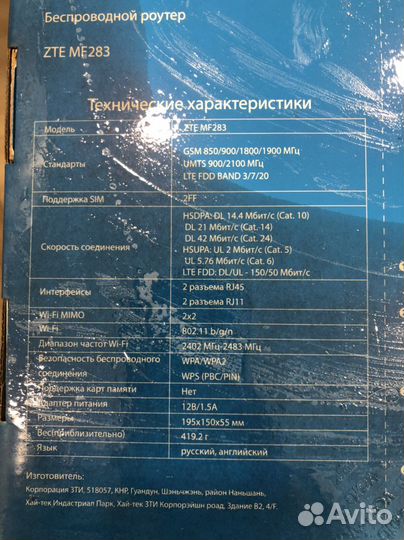 Беспроводной роутер
ZTE MF283
Технические характеристики
Модель ZTE MF283
Стандарты GSM 850/900/1800/1900 МГц
UMTS 900/2100 МГц
LTE FDD BAND 3/7/20
Поддержка SIM 2FF
Скорость соединения HSDPA: DL 14.4 Мбит/с (Cat. 10)
DL 21 Мбит/с (Cat. 14)
DL 42 Мбит/с (Cat. 24)
HSUPA: UL 2 Мбит/с (Cat. 5)
UL 5.76 Мбит/с (Cat. 6)
LTE FDD: DL/UL - 150/50 Мбит/с
Интерфейсы 2 разъема RJ45
2 разъема RJ11
Wi-Fi MIMO 2x2
Wi-Fi 802.11 b/g/n
Диапазон частот Wi-Fi 2402 МГц-2483 МГц
Безопасность беспроводного соединения WPA/WPA2
WPS (PBC/PIN)
Поддержка карт памяти Нет
Адаптер питания 12В/1.5А
Размеры 195x150x55 мм
Вес(приблизительно) 419.2 г
Язык русский, английский
Изготовитель:
Корпорация ЗТИ, 518057, КНР, Гуандун, Шэньчжэнь, район Наньшань,
Хай-тек Индастриал Парк, Хай-тек ЗТИ Корпорэйшн роад, Здание В2, 4/F.
Avito